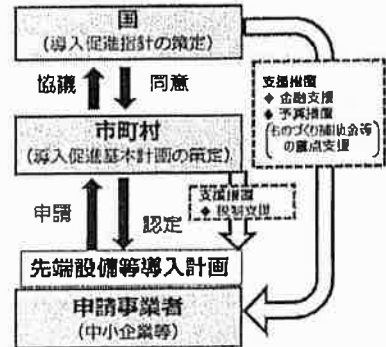 国
(導入促進指針の策定)
協議
同意
支援措置
◆ 金融支援
◆ 予算措置
(ものづくり補助金等
の重点支援)
市町村
(導入促進基本計画の策定)
申請
認定
支援措置
◆ 税制支援
先端設備等導入計画
申請事業者
(中小企業等)